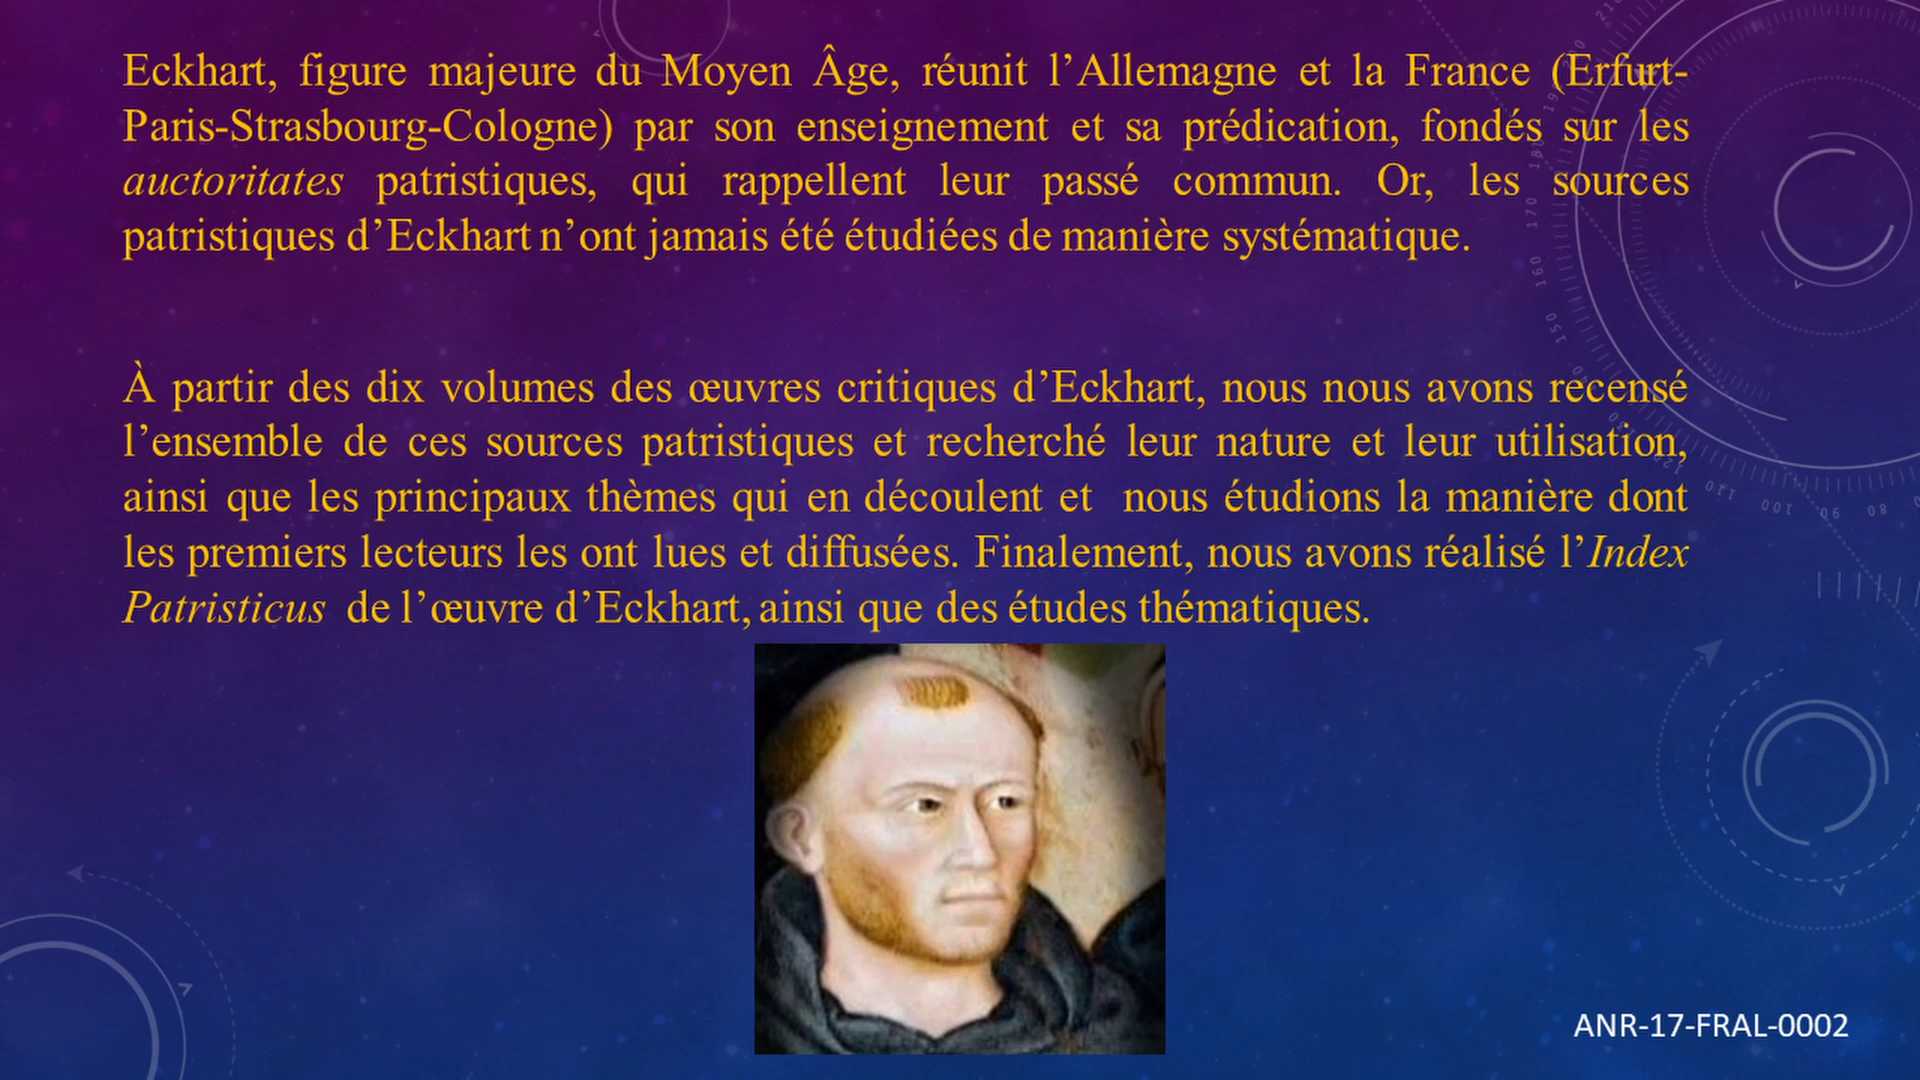 Eckhart, figure majeure du Moyen Âge, réunit l’Allemagne et la France (Erfurt-
Paris-Strasbourg-Cologne) par son enseignement et sa prédication, fondés sur les
auctoritates patristiques, qui rappellent leur passé commun. Or, les sources
patristiques d’Eckhart n’ont jamais été étudiées de manière systématique.
À partir des dix volumes des œuvres critiques d’Eckhart, nous nous avons recensé
l’ensemble de ces sources patristiques et recherché leur nature et leur utilisation,
ainsi que les principaux thèmes qui en découlent et nous étudions la manière dont
les premiers lecteurs les ont lues et diffusées. Finalement, nous avons réalisé l’Index
Patristicus de l’œuvre d’Eckhart, ainsi que des études thématiques.
ANR-17-FRAL-0002